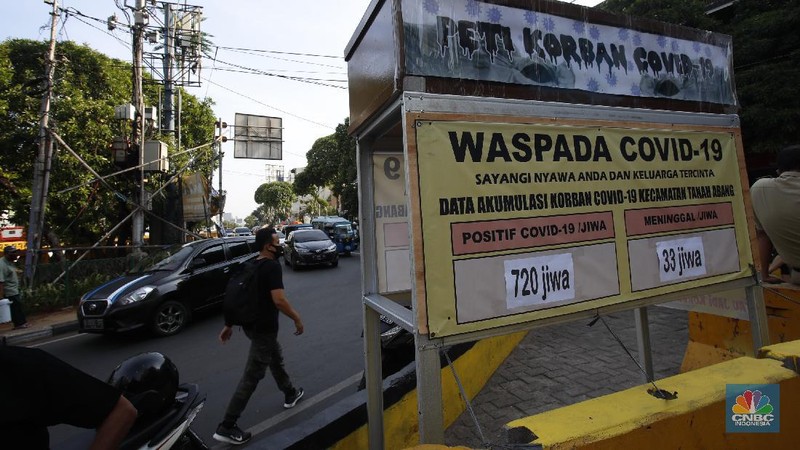 PETI KORBAN COVID-19
WASPADA COVID-19
SAYANGI NYAWA ANDA DAN KELUARGA TERCINTA
DATA AKUMULASI KORBAN COVID-19 KECAMATAN TANAH ABANG
POSITIF COVID-19 /JIWA
MENINGGAL /JIWA
720 jiwa
33 jiwa
CNBC
INDONESIA